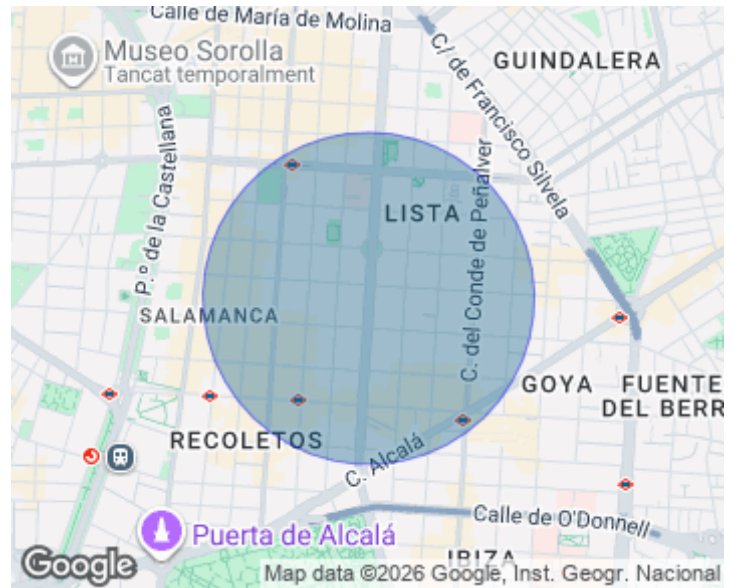 Calle de María de Molina
Museo Sorolla
Tancat temporalment
C/ de Francisco Silvela
GUINDALERA
P.º de la Castellana
LISTA
C. del Conde de Peñalver
SALAMANCA
GOYA
FUENTE
DEL BERR
RECOLETOS
C. Alcalá
Calle de O'Donnell
Puerta de Alcalá
IBIZA
Google
Map data ©2026 Google, Inst. Geogr. Nacional